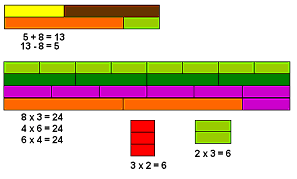 5 + 8 = 13
13 - 8 = 5
8 x 3 = 24
4 x 6 = 24
6 x 4 = 24
3 x 2 = 6
2 x 3 = 6